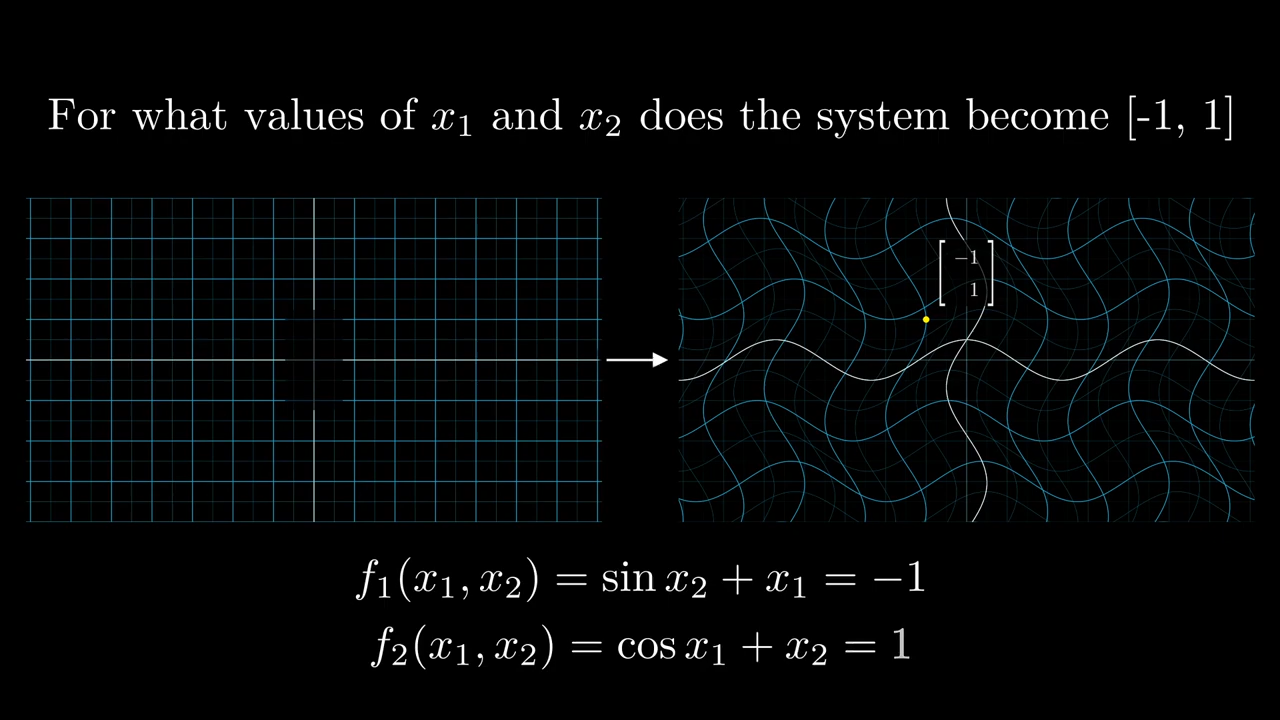 For what values of x₁ and x₂ does the system become [-1, 1]
−1
1
f₁(x₁, x₂) = sin x₂ + x₁ = −1
f₂(x₁, x₂) = cos x₁ + x₂ = 1